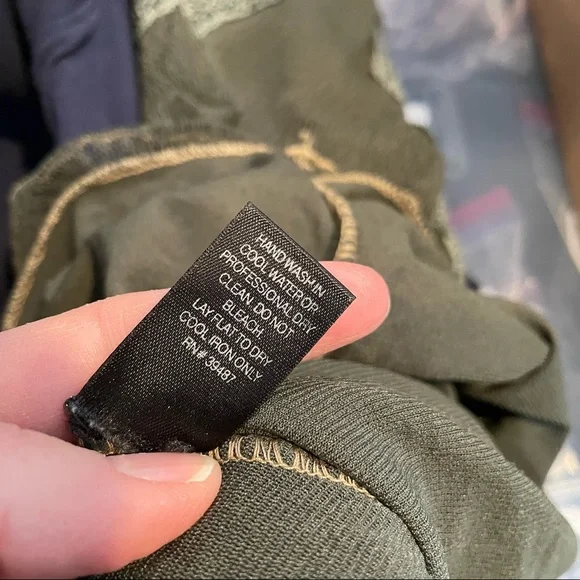 HAND WASH IN
COOL WATER OR
PROFESSIONAL DRY
CLEAN. DO NOT
BLEACH
LAY FLAT TO DRY
COOL IRON ONLY
RN# 39487